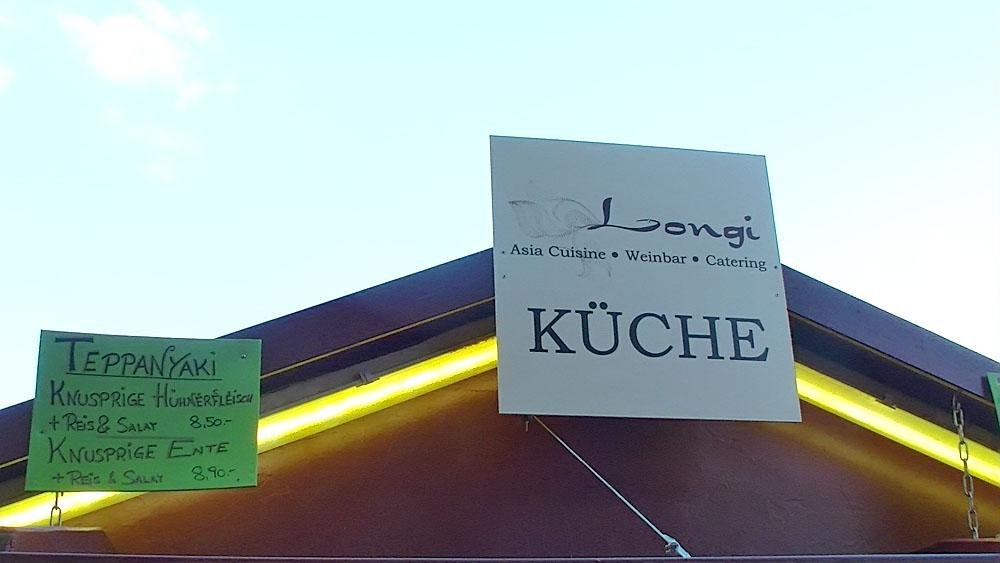 Longi
Asia Cuisine • Weinbar • Catering
KÜCHE
TEPPANYAKI
KNUSPRIGE HÜHNERFLEISCH
+ REIS & SALAT 8,50.-
KNUSPRIGE ENTE
+ REIS & SALAT 8,90.-